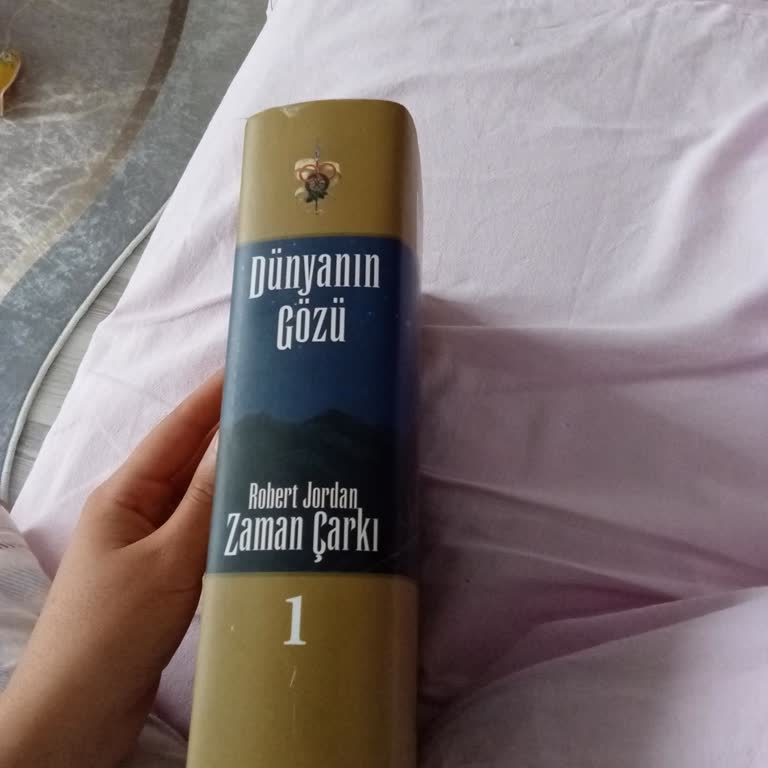 Dünyanın
Gözü
Robert Jordan
Zaman Çarkı
1